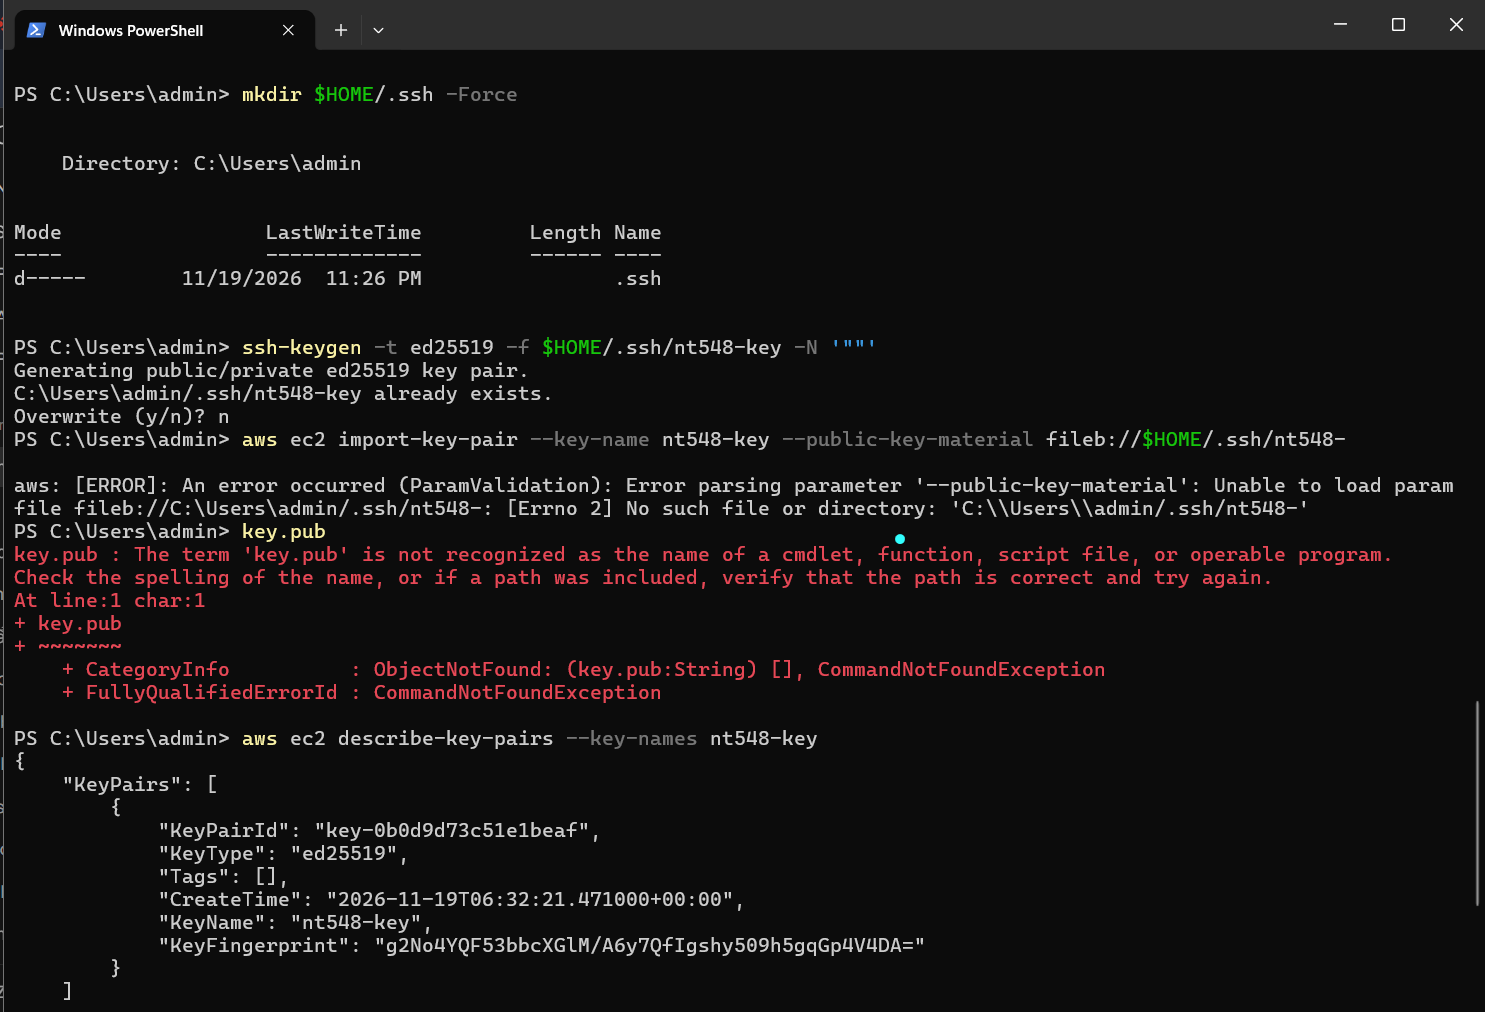 Windows PowerShell
PS C:\Users\admin> mkdir $HOME/.ssh -Force
Directory: C:\Users\admin
Mode                 LastWriteTime         Length Name
----                 -------------         ------ ----
d-----        11/19/2026  11:26 PM                .ssh
PS C:\Users\admin> ssh-keygen -t ed25519 -f $HOME/.ssh/nt548-key -N '""'
Generating public/private ed25519 key pair.
C:\Users\admin/.ssh/nt548-key already exists.
Overwrite (y/n)? n
PS C:\Users\admin> aws ec2 import-key-pair --key-name nt548-key --public-key-material fileb://$HOME/.ssh/nt548-
aws: [ERROR]: An error occurred (ParamValidation): Error parsing parameter '--public-key-material': Unable to load param
file fileb://C:\Users\admin/.ssh/nt548-: [Errno 2] No such file or directory: 'C:\\Users\\admin/.ssh/nt548-'
PS C:\Users\admin> key.pub
key.pub : The term 'key.pub' is not recognized as the name of a cmdlet, function, script file, or operable program.
Check the spelling of the name, or if a path was included, verify that the path is correct and try again.
At line:1 char:1
+ key.pub
+ ~~~~~~~
    + CategoryInfo          : ObjectNotFound: (key.pub:String) [], CommandNotFoundException
    + FullyQualifiedErrorId : CommandNotFoundException
PS C:\Users\admin> aws ec2 describe-key-pairs --key-names nt548-key
{
    "KeyPairs": [
        {
            "KeyPairId": "key-0b0d9d73c51e1beaf",
            "KeyType": "ed25519",
            "Tags": [],
            "CreateTime": "2026-11-19T06:32:21.471000+00:00",
            "KeyName": "nt548-key",
            "KeyFingerprint": "g2No4YQF53bbcXGlM/A6y7QfIgshy509h5gqGp4V4DA="
        }
    ]